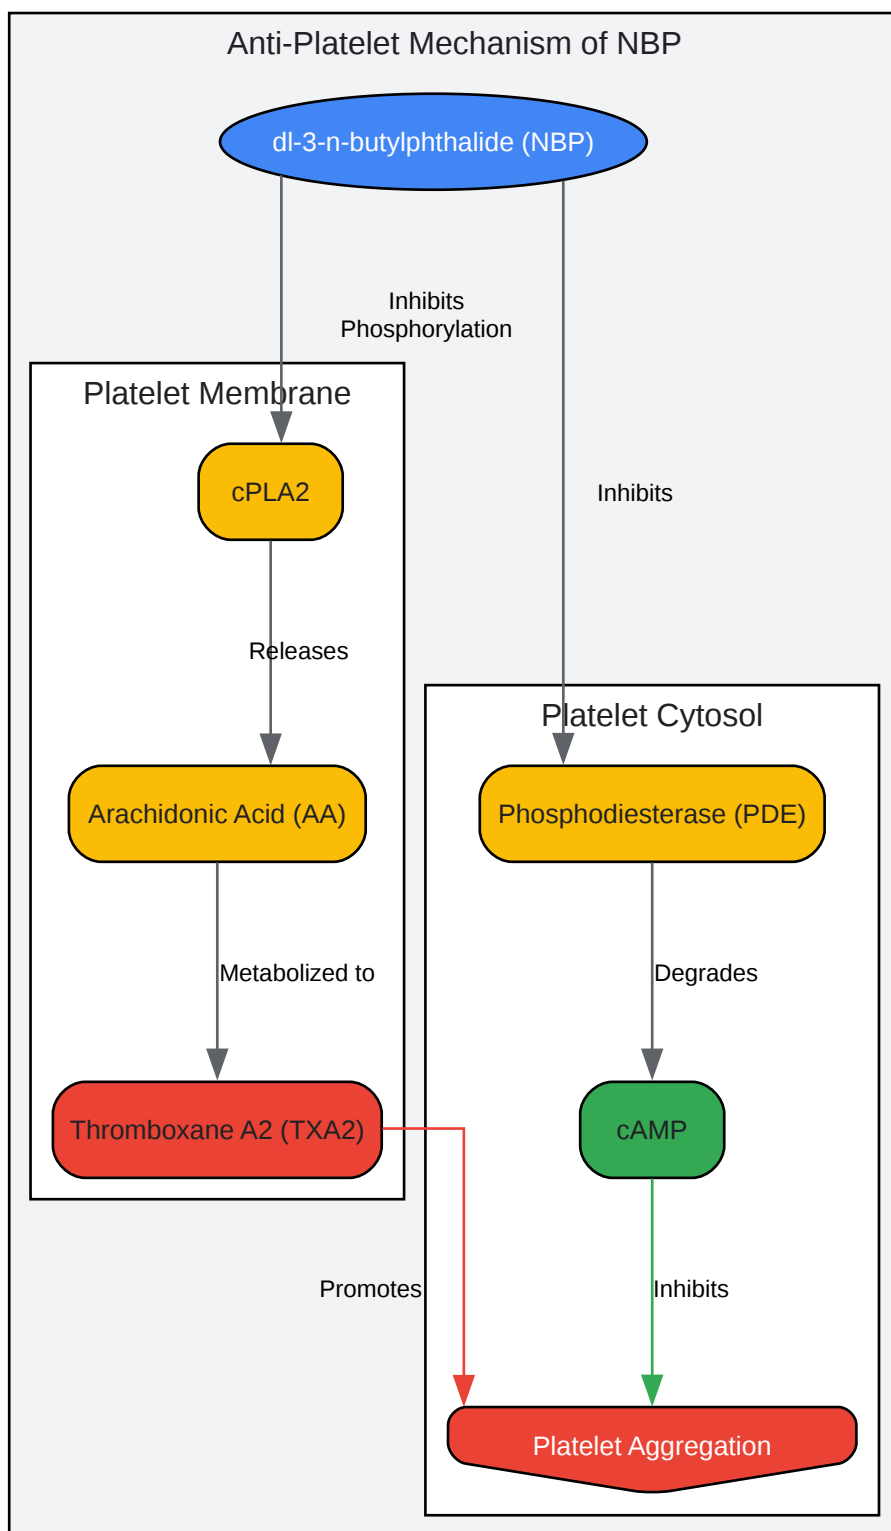 Anti-Platelet Mechanism of NBP
dl-3-n-butylphthalide (NBP)
Inhibits
Phosphorylation
Platelet Membrane
cPLA2
Inhibits
Releases
Platelet Cytosol
Arachidonic Acid (AA)
Phosphodiesterase (PDE)
Metabolized to
Degrades
Thromboxane A2 (TXA2)
cAMP
Promotes
Inhibits
Platelet Aggregation